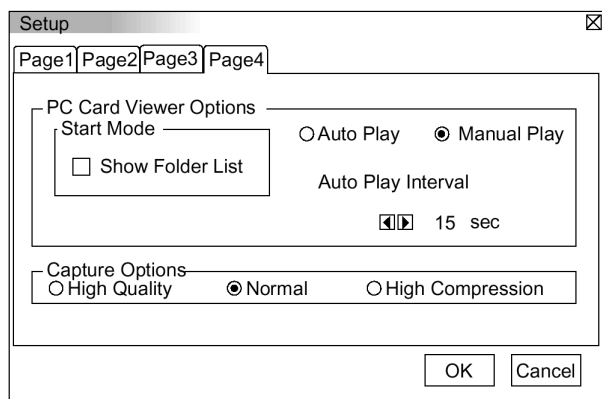 Setup
Page1 Page2 Page3 Page4
PC Card Viewer Options
Start Mode
Show Folder List
Auto Play Manual Play
Auto Play Interval
15 sec
Capture Options
High Quality Normal High Compression
OK Cancel